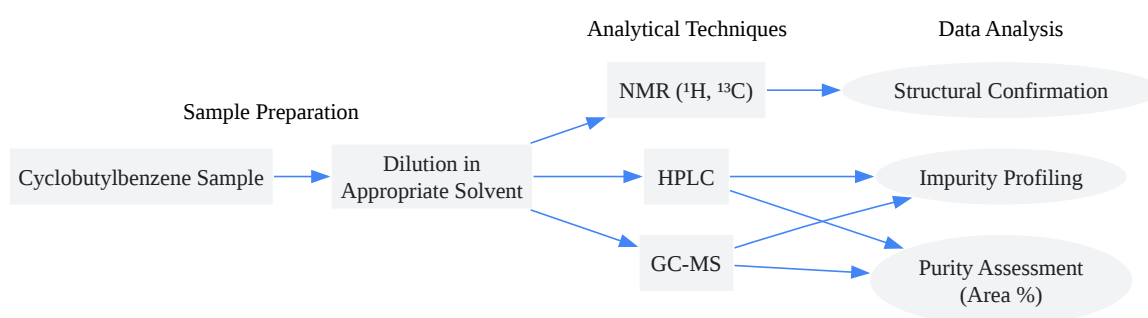 Analytical Techniques
Data Analysis
NMR (¹H, ¹³C)
Structural Confirmation
Sample Preparation
Cyclobutylbenzene Sample
Dilution in
Appropriate Solvent
HPLC
Impurity Profiling
GC-MS
Purity Assessment
(Area %)